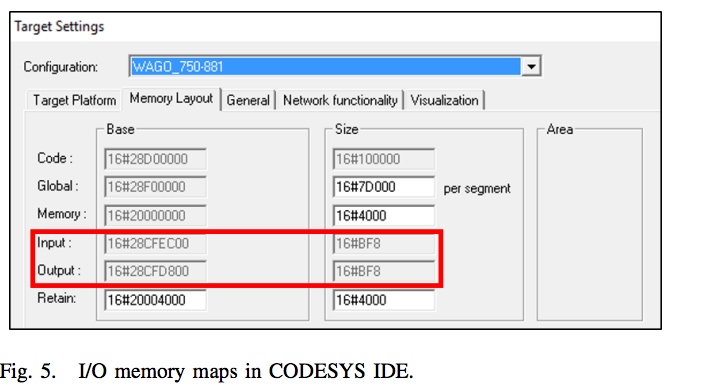 Target Settings
Configuration: WAGO_750-881
Target Platform Memory Layout General Network functionality Visualization
Base Size Area
Code : 16#28D00000 16#100000
Global : 16#28F00000 16#7D000 per segment
Memory : 16#20000000 16#4000
Input : 16#28CFEC00 16#BF8
Output : 16#28CFD800 16#BF8
Retain: 16#20004000 16#4000
Fig. 5. I/O memory maps in CODESYS IDE.